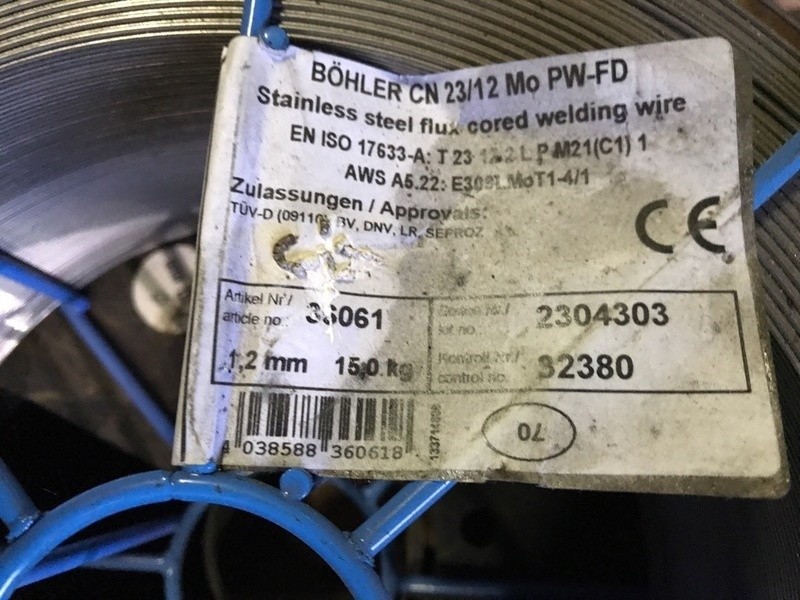 BÖHLER CN 23/12 Mo PW-FD
Stainless steel flux cored welding wire
EN ISO 17633-A: T 23 12 2 L P M21(C1) 1
AWS A5.22: E309LMoT1-4/1
Zulassungen / Approvals:
TÜV-D (09110), BV, DNV, LR, SEPROZ
CE
Artikel Nr./
article no.: 36061
lot no.: 2304303
1,2 mm 15,0 kg
Kontroll Nr./
control no. 32380
4 038588 360618
70